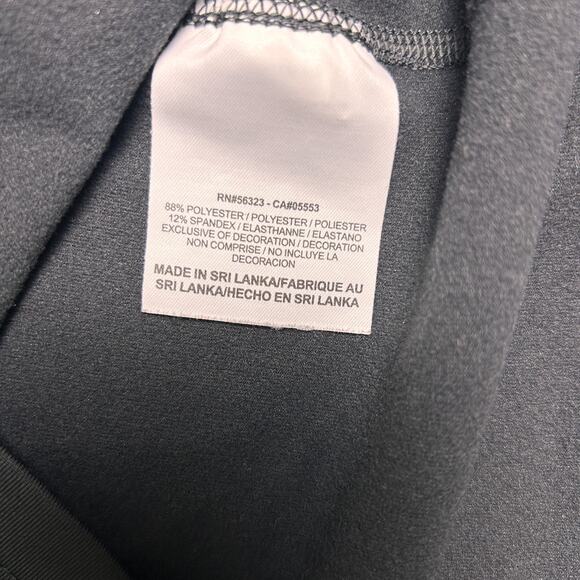 RN#56323 - CA#05553
88% POLYESTER / POLYESTER / POLIESTER
12% SPANDEX / ELASTHANNE / ELASTANO
EXCLUSIVE OF DECORATION / DECORATION
NON COMPRISE / NO INCLUYE LA
DECORACION
MADE IN SRI LANKA/FABRIQUE AU
SRI LANKA/HECHO EN SRI LANKA